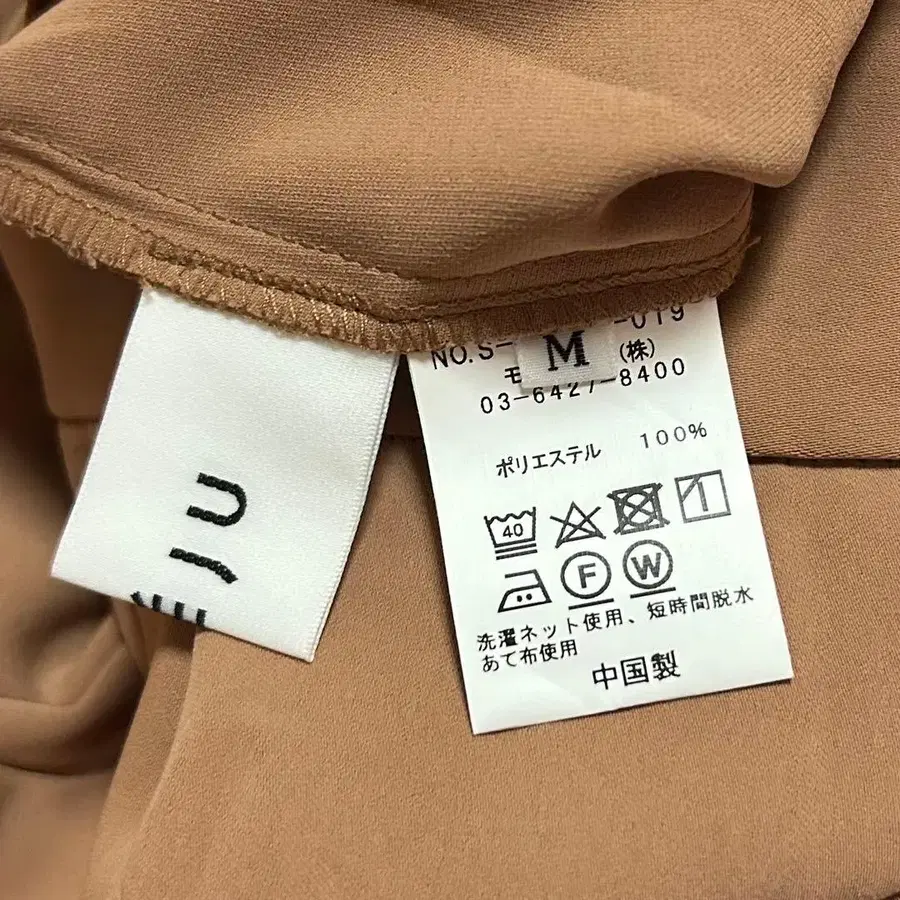 NO.S- -019
M
モ (株)
03-6427-8400
ポリエステル 100%
40
F W
洗濯ネット使用、短時間脱水
あて布使用
中国製